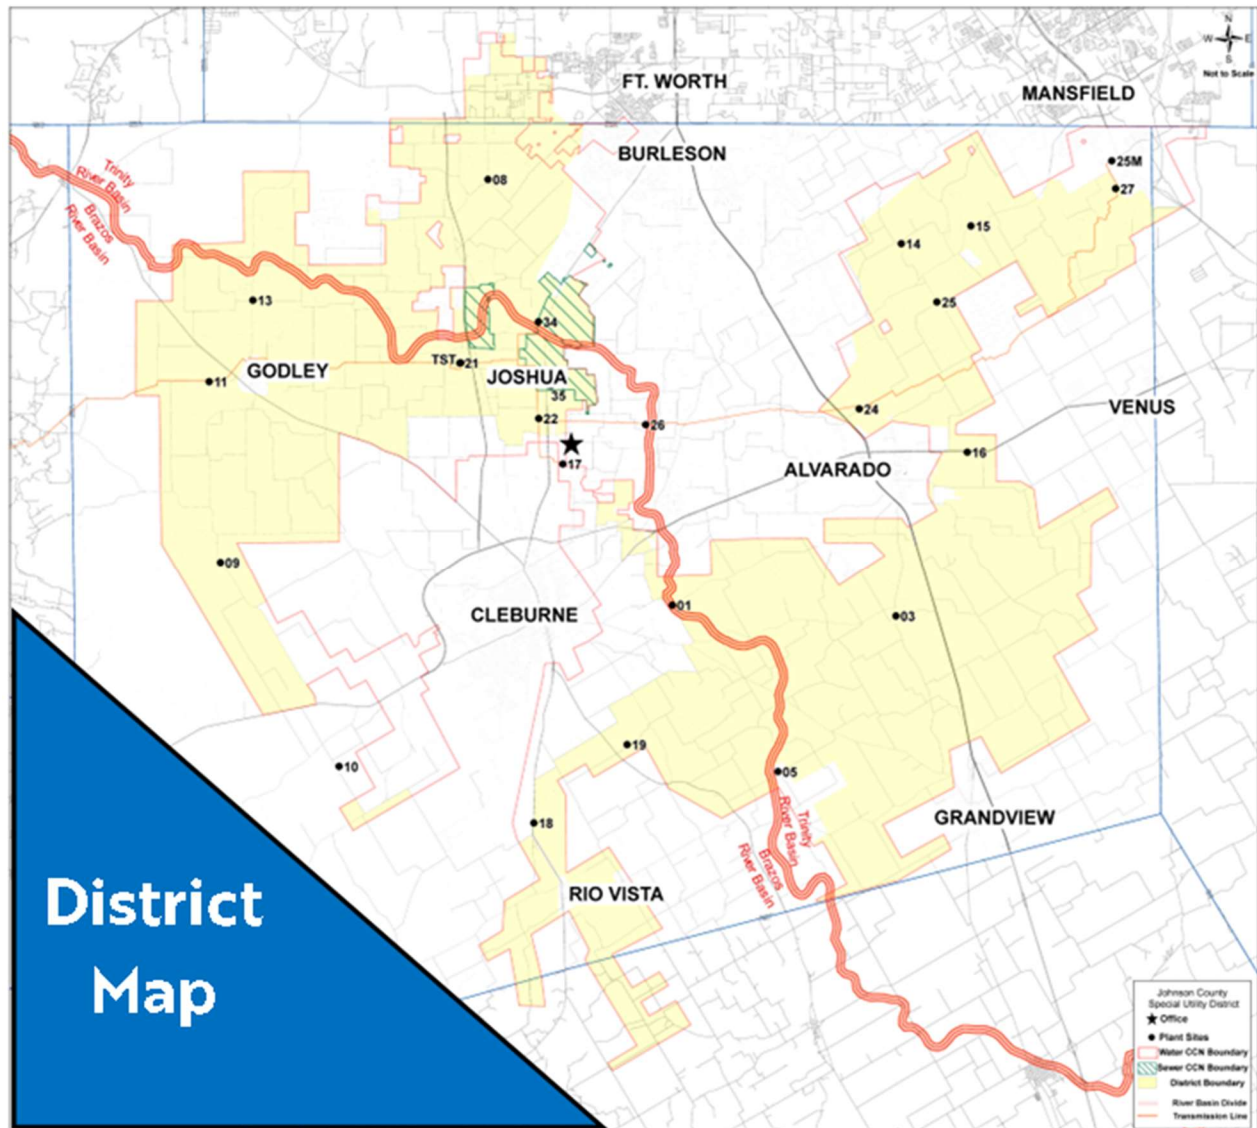 N
W E
S
Not to Scale
FT. WORTH
MANSFIELD
BURLESON
25M
08
27
Trinity
River Basin
Brazos
River Basin
15
14
13
25
34
TST 21
GODLEY
JOSHUA
11
35
VENUS
24
22
26
16
17
ALVARADO
09
01
03
CLEBURNE
19
10
05
Trinity
River Basin
Brazos
River Basin
18
GRANDVIEW
RIO VISTA
District
Map
Johnson County
Special Utility District
Office
Plant Sites
Water CCN Boundary
Sewer CCN Boundary
District Boundary
River Basin Divide
Transmission Line